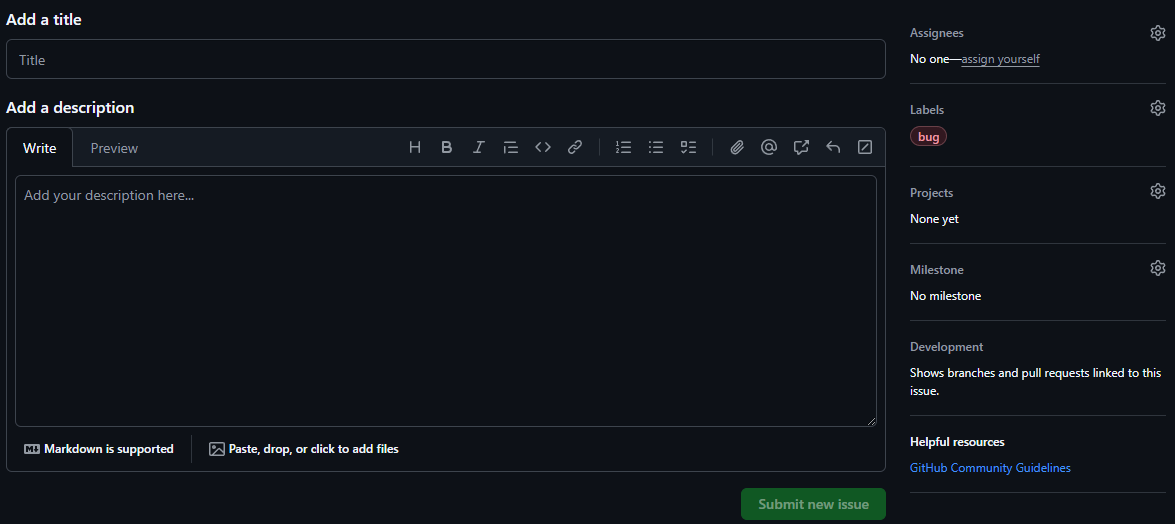 Add a title
Title
Add a description
Write
Preview
Add your description here...
Markdown is supported
Paste, drop, or click to add files
Submit new issue
Assignees
No one—assign yourself
Labels
bug
Projects
None yet
Milestone
No milestone
Development
Shows branches and pull requests linked to this
issue.
Helpful resources
GitHub Community Guidelines